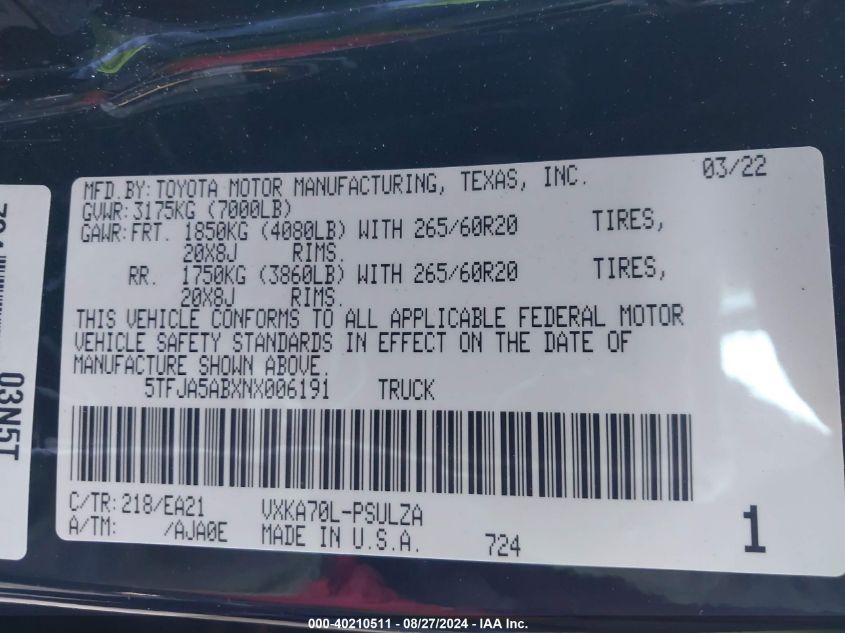 MFD.BY:TOYOTA MOTOR MANUFACTURING, TEXAS, INC. 03/22
GVWR:3175KG (7000LB)
GAWR:FRT. 1850KG (4080LB) WITH 265/60R20 TIRES,
20X8J RIMS.
RR. 1750KG (3860LB) WITH 265/60R20 TIRES,
20X8J RIMS.
THIS VEHICLE CONFORMS TO ALL APPLICABLE FEDERAL MOTOR
VEHICLE SAFETY STANDARDS IN EFFECT ON THE DATE OF
MANUFACTURE SHOWN ABOVE.
5TFJA5ABXNX006191 TRUCK
C/TR:218/EA21 VXKA70L-PSULZA
A/TM: /AJA0E MADE IN U.S.A. 724 1
03N5T
000-40210511 - 08/27/2024 - IAA Inc.